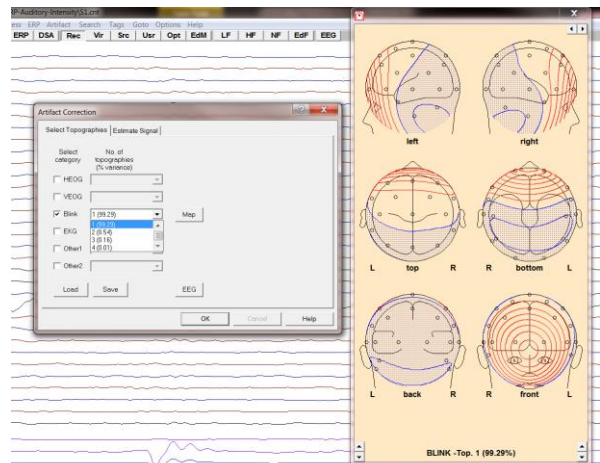 P-Auditory-Intensity\S1.cnt
ess ERP Artifact Search Tags Goto Options Help
ERP DSA Rec Vir Src Usr Opt EdM LF HF NF EdF EEG
Artifact Correction
Select Topographies Estimate Signal
Select category
No. of topographies (% variance)
HEOG
VEOG
Blink 1 (99.29) Map
1 (99.29)
EKG 2 (0.54)
3 (0.16)
Other1 4 (0.01)
Other2
Load Save EEG
OK Cancel Help
X
left right
L top R R bottom L
L back R R front L
BLINK -Top. 1 (99.29%)